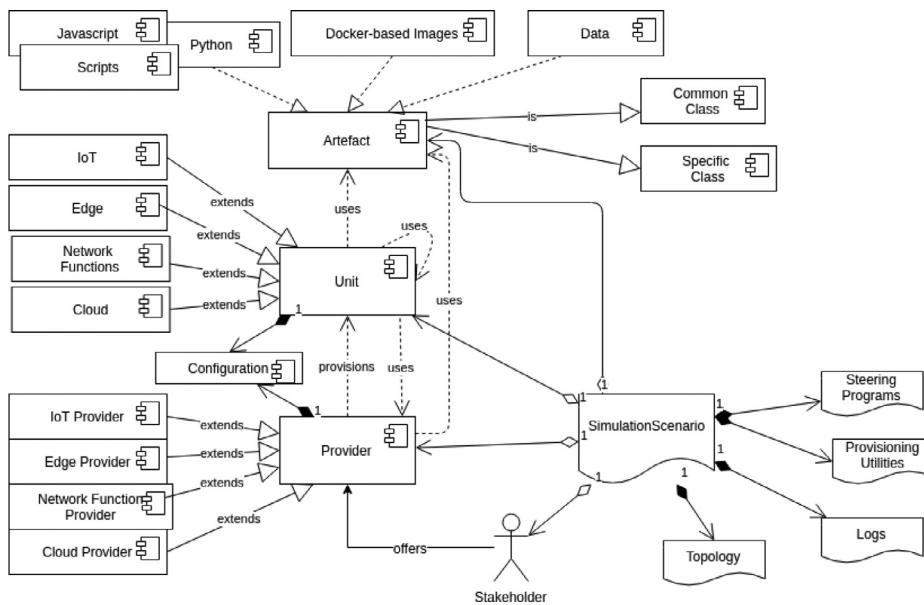 Javascript
Python
Scripts
Docker-based Images
Data
Artefact
is
is
Common
Class
Specific
Class
IoT
Edge
Network
Functions
Cloud
extends
extends
extends
extends
uses
uses
Unit
1
uses
Configuration
provisions
uses
1
IoT Provider
Edge Provider
Network Function
Provider
Cloud Provider
extends
extends
extends
extends
Provider
1
1
1
SimulationScenario
1
1
1
1
Steering
Programs
Provisioning
Utilities
Logs
Topology
offers
Stakeholder